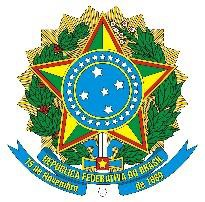 REPÚBLICA FEDERATIVA DO BRASIL
15 de Novembro de 1889